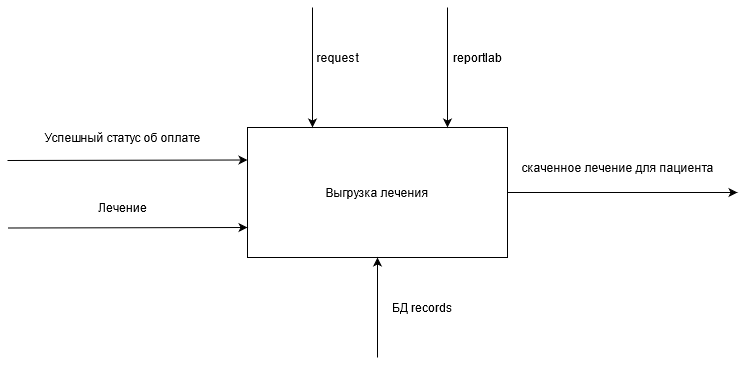 request
reportlab
Успешный статус об оплате
скаченное лечение для пациента
Выгрузка лечения
Лечение
БД records